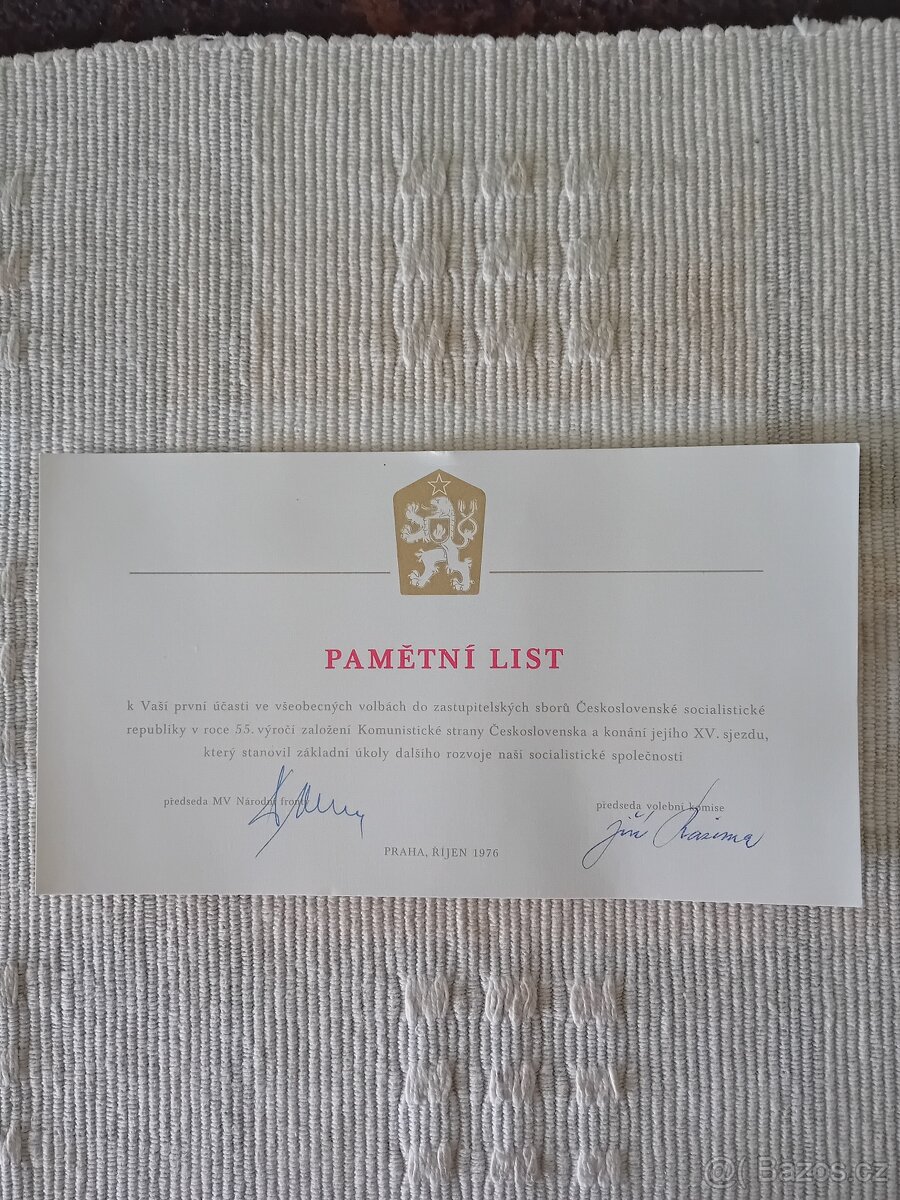 PAMĚTNÍ LIST
k Vaší první účasti ve všeobecných volbách do zastupitelských sborů Československé socialistické
republiky v roce 55. výročí založení Komunistické strany Československa a konání jejího XV. sjezdu,
který stanovil základní úkoly dalšího rozvoje naší socialistické společnosti
předseda MV Národní fronty
předseda volební komise
Jiří
PRAHA, ŘÍJEN 1976
Bazos.cz